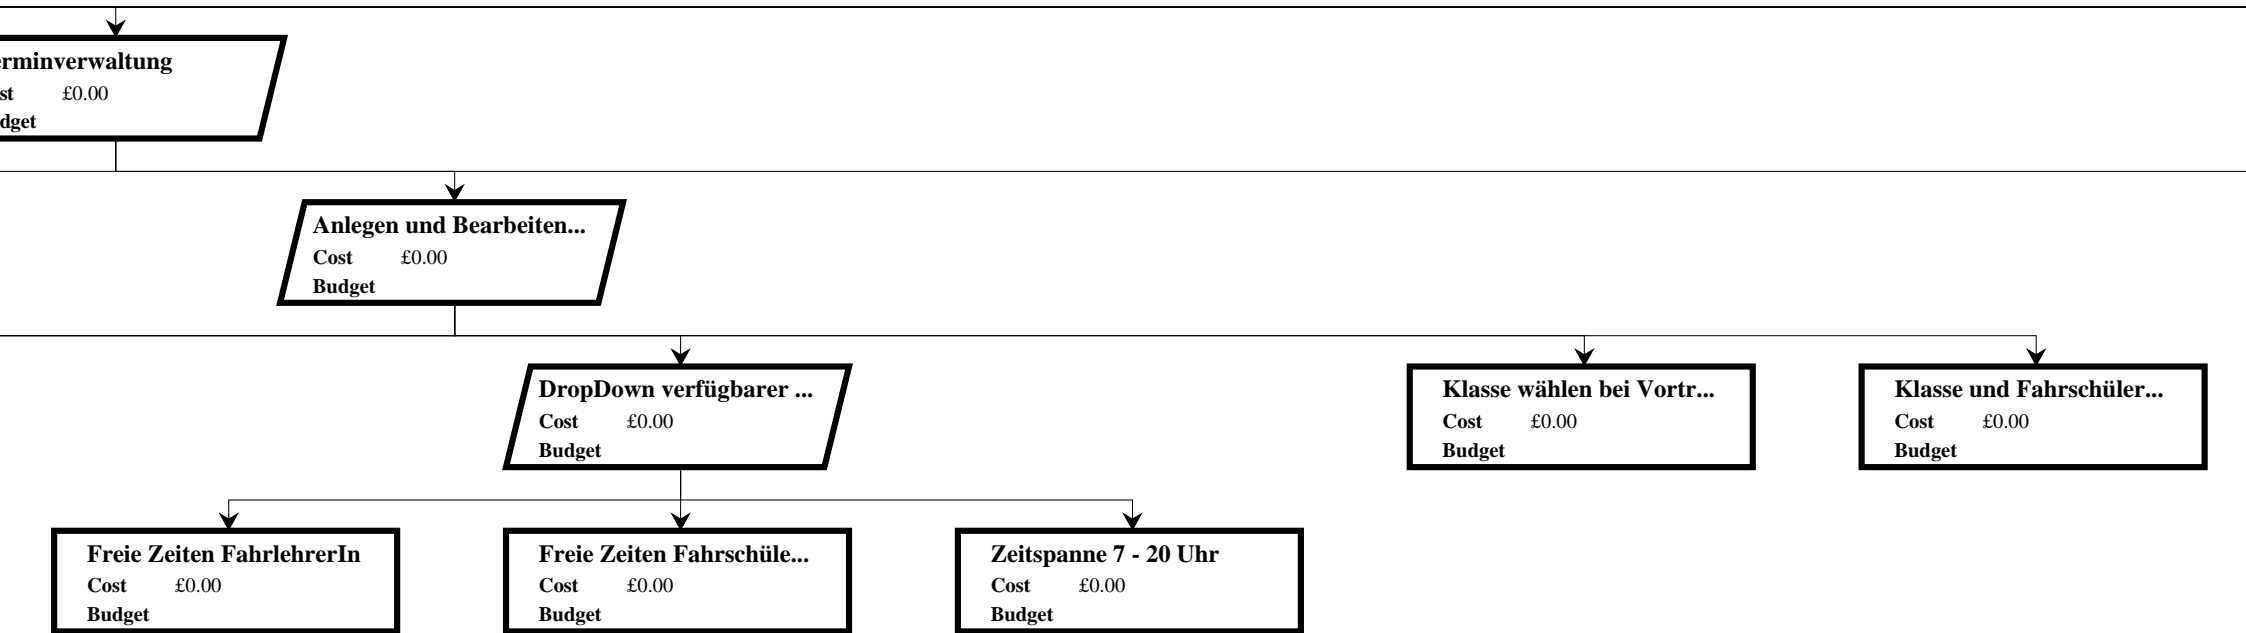 erminverwaltung
st £0.00
dget
Anlegen und Bearbeiten...
Cost £0.00
Budget
DropDown verfügbarer ...
Cost £0.00
Budget
Klasse wählen bei Vortr...
Cost £0.00
Budget
Klasse und Fahrschüler...
Cost £0.00
Budget
Freie Zeiten FahrlehrerIn
Cost £0.00
Budget
Freie Zeiten Fahrschüle...
Cost £0.00
Budget
Zeitspanne 7 - 20 Uhr
Cost £0.00
Budget